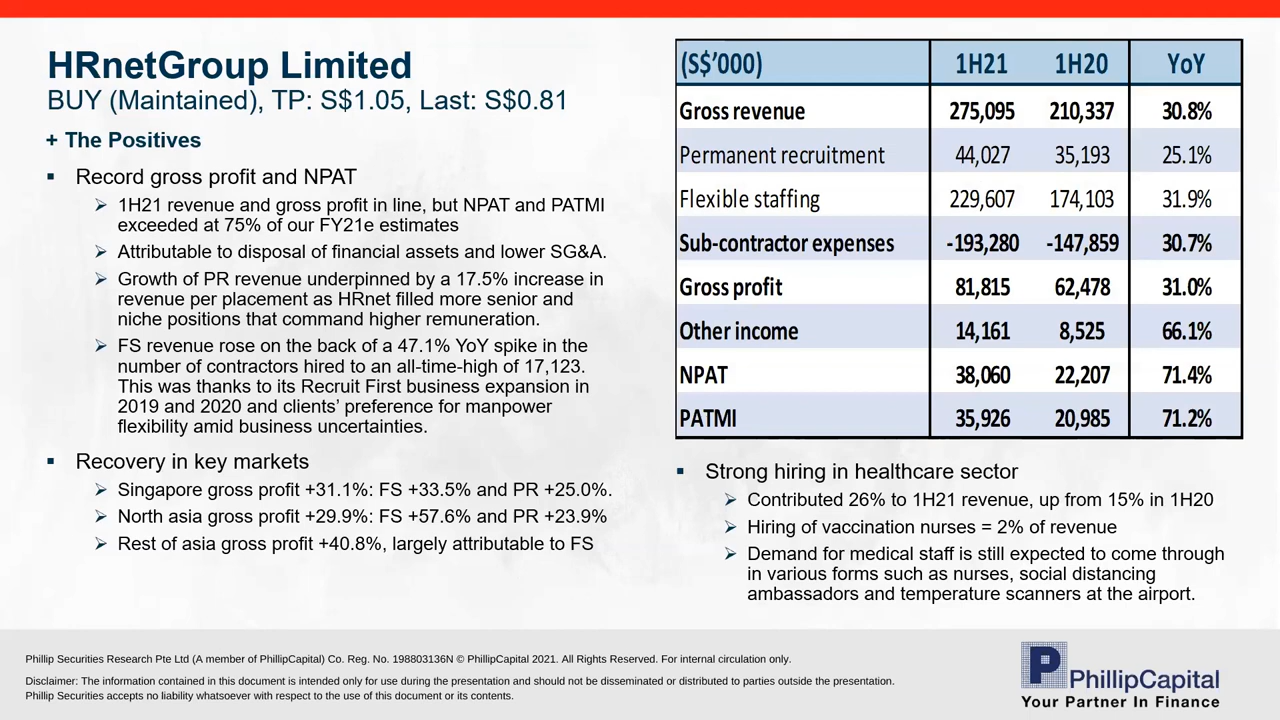 HRnetGroup Limited
BUY (Maintained), TP: S$1.05, Last: S$0.81
+ The Positives
▪ Record gross profit and NPAT
➢ 1H21 revenue and gross profit in line, but NPAT and PATMI
exceeded at 75% of our FY21e estimates
➢ Attributable to disposal of financial assets and lower SG&A.
➢ Growth of PR revenue underpinned by a 17.5% increase in
revenue per placement as HRnet filled more senior and
niche positions that command higher remuneration.
➢ FS revenue rose on the back of a 47.1% YoY spike in the
number of contractors hired to an all-time-high of 17,123.
This was thanks to its Recruit First business expansion in
2019 and 2020 and clients’ preference for manpower
flexibility amid business uncertainties.
▪ Recovery in key markets
➢ Singapore gross profit +31.1%: FS +33.5% and PR +25.0%.
➢ North asia gross profit +29.9%: FS +57.6% and PR +23.9%
➢ Rest of asia gross profit +40.8%, largely attributable to FS
(S$’000) 1H21 1H20 YoY
Gross revenue 275,095 210,337 30.8%
Permanent recruitment 44,027 35,193 25.1%
Flexible staffing 229,607 174,103 31.9%
Sub-contractor expenses -193,280 -147,859 30.7%
Gross profit 81,815 62,478 31.0%
Other income 14,161 8,525 66.1%
NPAT 38,060 22,207 71.4%
PATMI 35,926 20,985 71.2%
▪ Strong hiring in healthcare sector
➢ Contributed 26% to 1H21 revenue, up from 15% in 1H20
➢ Hiring of vaccination nurses = 2% of revenue
➢ Demand for medical staff is still expected to come through
in various forms such as nurses, social distancing
ambassadors and temperature scanners at the airport.
Phillip Securities Research Pte Ltd (A member of PhillipCapital) Co. Reg. No. 198803136N © PhillipCapital 2021. All Rights Reserved. For internal circulation only.
Disclaimer: The information contained in this document is intended only for use during the presentation and should not be disseminated or distributed to parties outside the presentation.
Phillip Securities accepts no liability whatsoever with respect to the use of this document or its contents.
P PhillipCapital
Your Partner In Finance